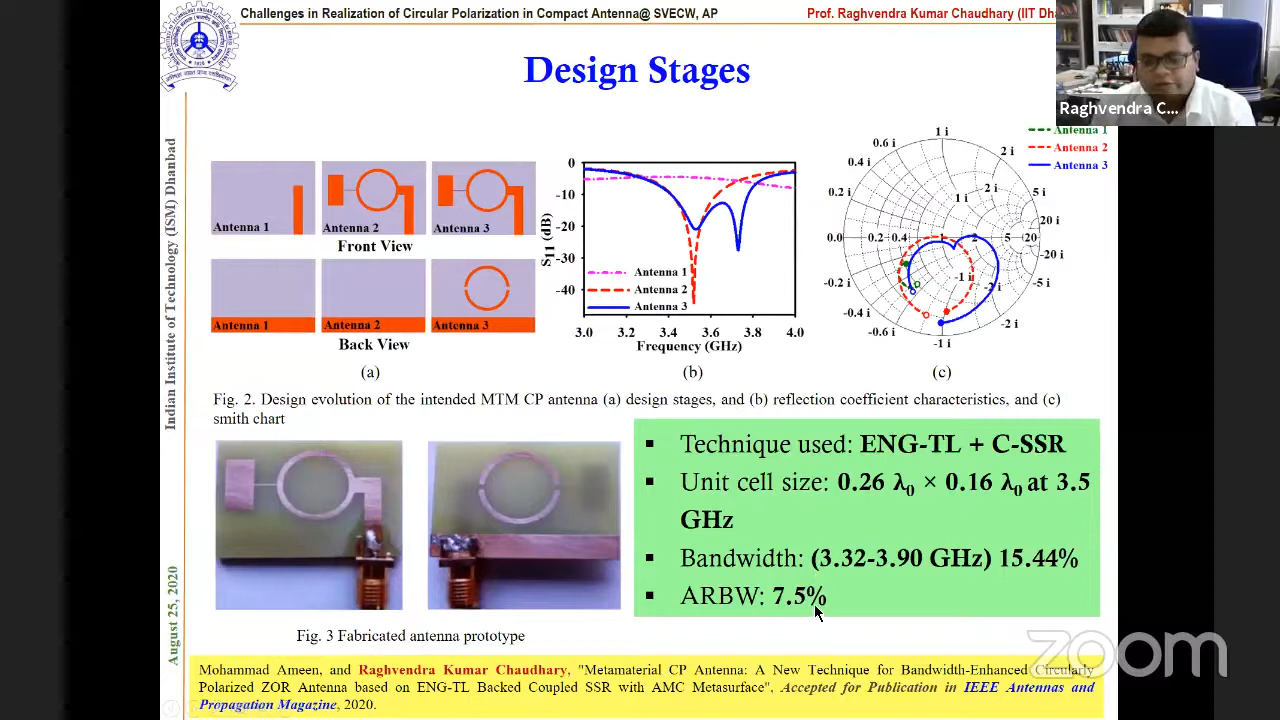 Challenges in Realization of Circular Polarization in Compact Antenna@ SVECW, AP
Prof. Raghvendra Kumar Chaudhary (IIT Dha
Raghvendra C...
Design Stages
Indian Institute of Technology (ISM) Dhanbad
August 25, 2020
Antenna 1
Antenna 2
Antenna 3
Front View
Antenna 1
Antenna 2
Antenna 3
Back View
(a)
S11 (dB)
0
-10
-20
-30
-40
Antenna 1
Antenna 2
Antenna 3
3.0 3.2 3.4 3.6 3.8 4.0
Frequency (GHz)
(b)
Antenna 1
Antenna 2
Antenna 3
1 i
0.6 i
2 i
0.4 i
0.2 i
2 i
5 i
1 i
20 i
0.0 0.2 0.4 1 2 5 20
-20 i
-1 i
-0.2 i
-2 i
-5 i
-0.4 i
-0.6 i
-2 i
-1 i
(c)
Fig. 2. Design evolution of the intended MTM CP antenna (a) design stages, and (b) reflection coefficient characteristics, and (c)
smith chart
▪ Technique used: ENG-TL + C-SSR
▪ Unit cell size: 0.26 λ0 × 0.16 λ0 at 3.5
GHz
▪ Bandwidth: (3.32-3.90 GHz) 15.44%
▪ ARBW: 7.5%
Fig. 3 Fabricated antenna prototype
zoom
Mohammad Ameen, and Raghvendra Kumar Chaudhary, "Metamaterial CP Antenna: A New Technique for Bandwidth-Enhanced Circularly
Polarized ZOR Antenna based on ENG-TL Backed Coupled SSR with AMC Metasurface", Accepted for Publication in IEEE Antennas and
Propagation Magazine, 2020.